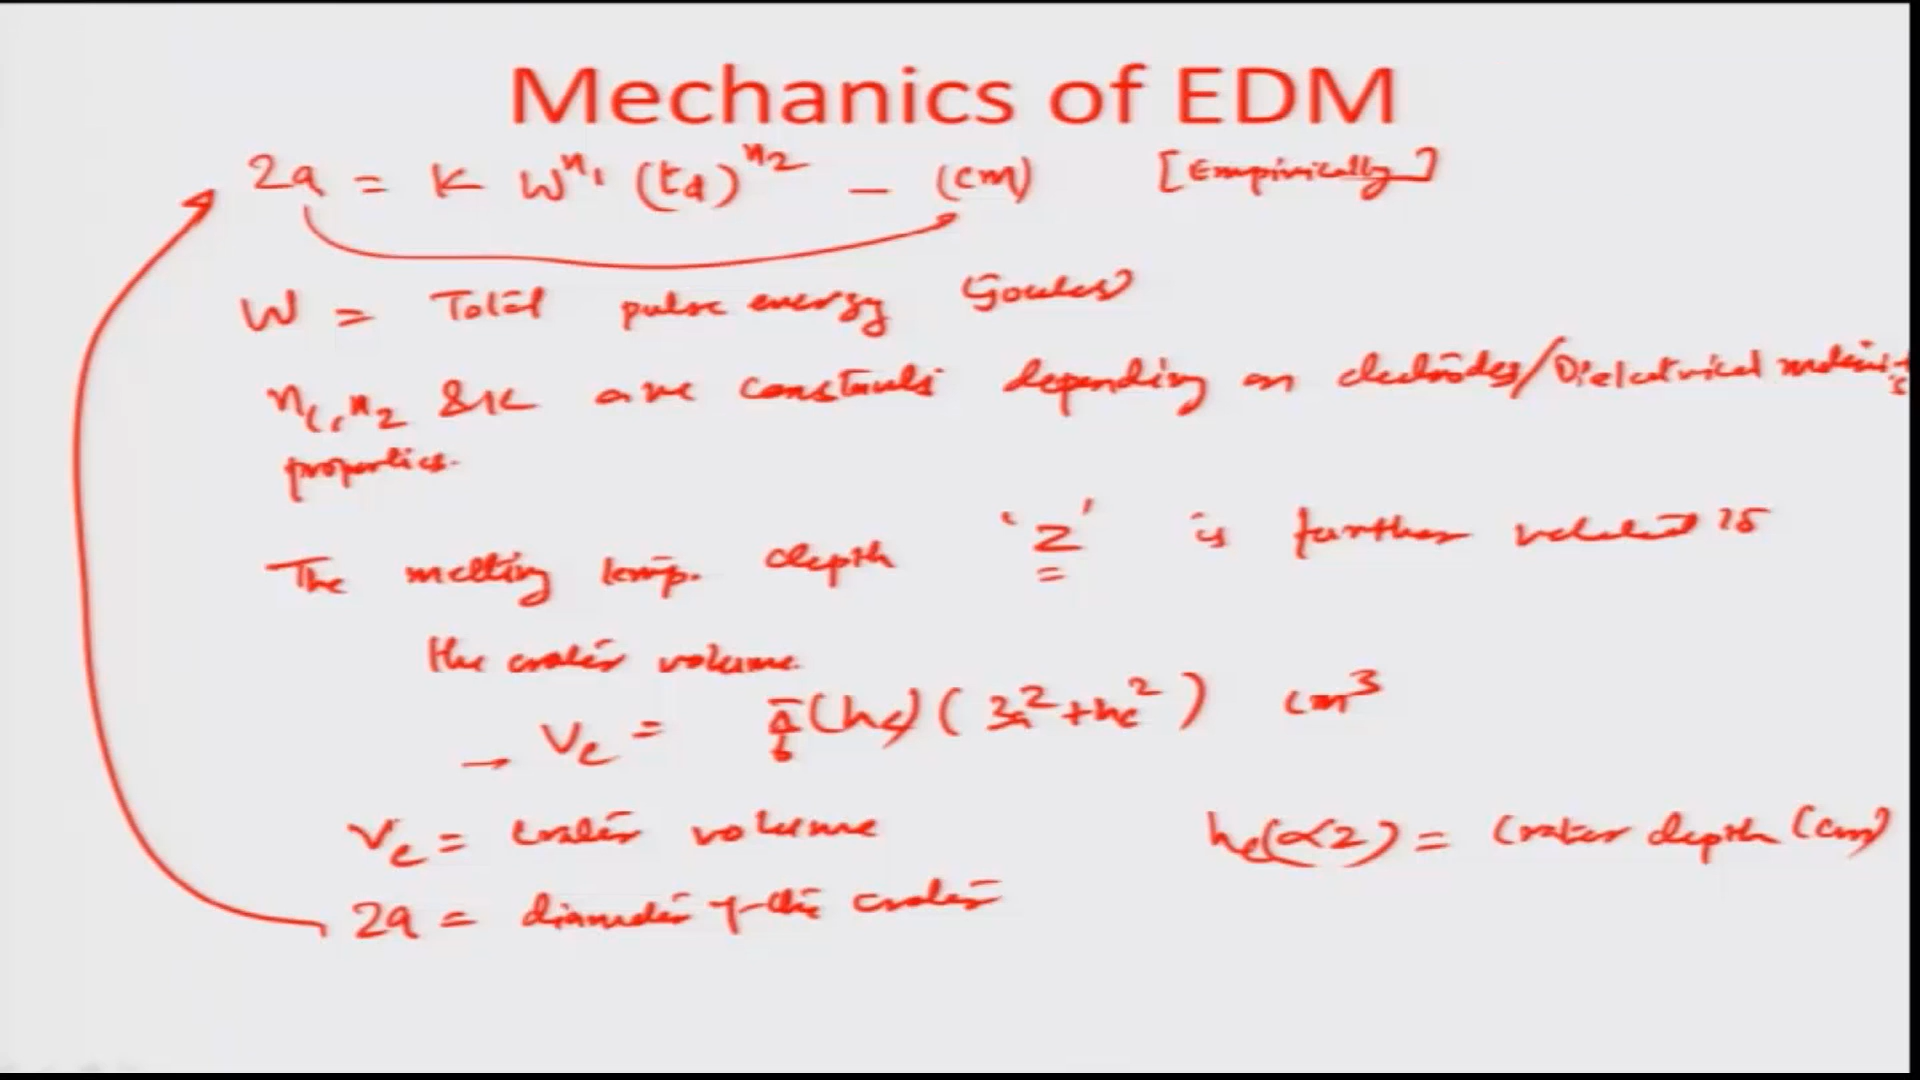 Mechanics of EDM
2a = K W^n1 (td)^n2 — (cm) [Empirically]
W = Total pulse energy (Joules)
n1, n2 & K are constants depending on electrodes/Dielectrical materials
properties.
The melting temp. depth 'z' is further related to
the crater volume.
→ Vc = π/6 (hc) (3a²+hc²) cm³
Vc = crater volume hc(∝z) = Crater depth (cm)
2a = diameter of the crater